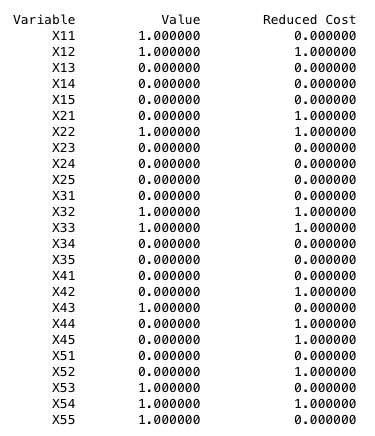 Variable Value Reduced Cost
X11 1.000000 0.000000
X12 1.000000 1.000000
X13 0.000000 0.000000
X14 0.000000 0.000000
X15 0.000000 0.000000
X21 0.000000 1.000000
X22 1.000000 1.000000
X23 0.000000 0.000000
X24 0.000000 0.000000
X25 0.000000 0.000000
X31 0.000000 0.000000
X32 1.000000 1.000000
X33 1.000000 1.000000
X34 0.000000 0.000000
X35 0.000000 0.000000
X41 0.000000 0.000000
X42 0.000000 1.000000
X43 1.000000 0.000000
X44 0.000000 1.000000
X45 1.000000 1.000000
X51 0.000000 0.000000
X52 0.000000 1.000000
X53 1.000000 0.000000
X54 1.000000 1.000000
X55 1.000000 0.000000